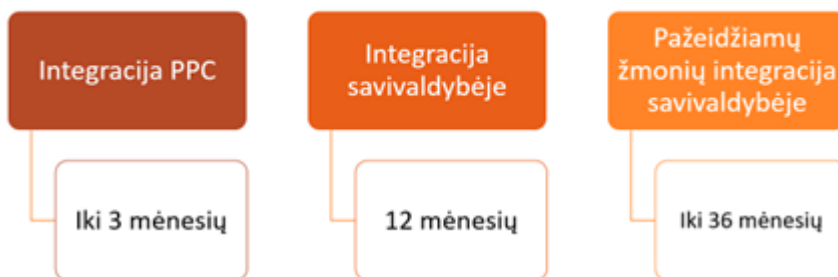 Integracija PPC
Iki 3 mėnesių
Integracija
savivaldybėje
12 mėnesių
Pažeidžiamų
žmonių integracija
savivaldybėje
Iki 36 mėnesių